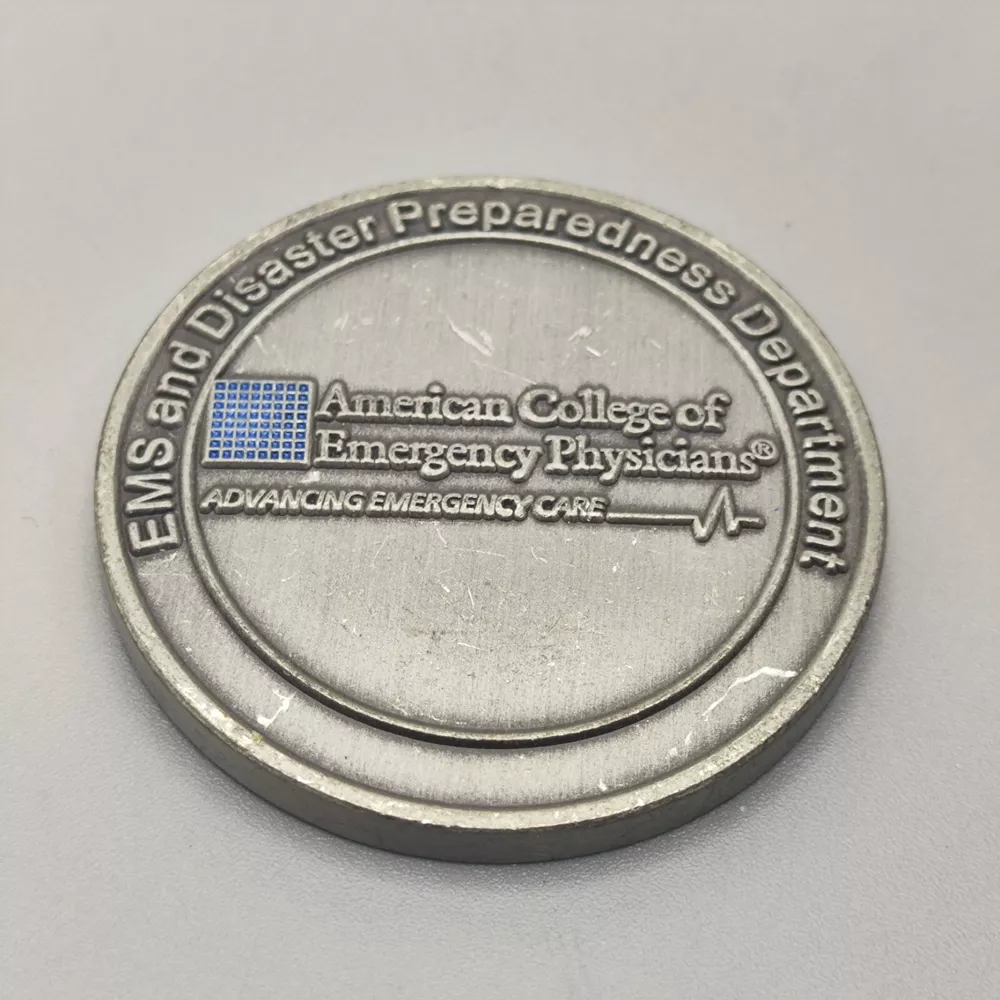 EMS and Disaster Preparedness Department
American College of
Emergency Physicians®
ADVANCING EMERGENCY CARE